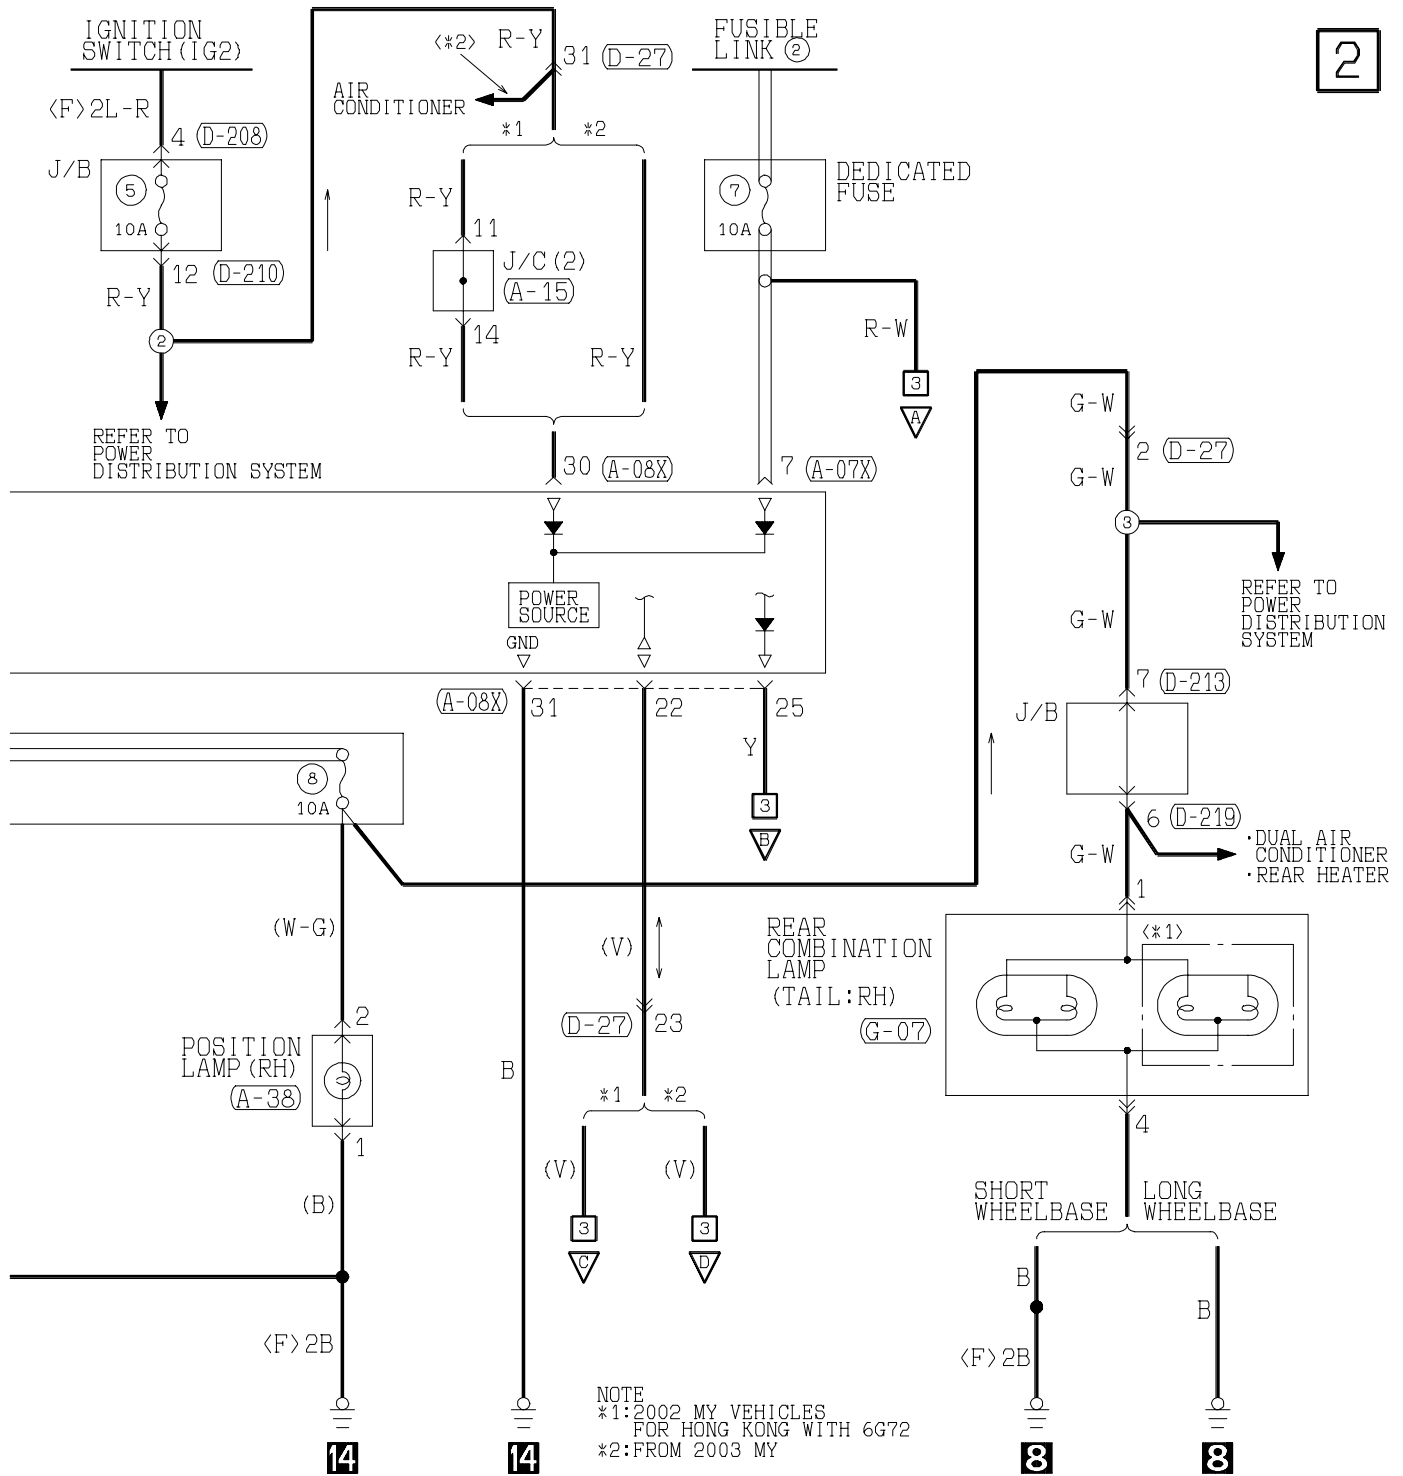 IGNITION
SWITCH(IG2)
〈F〉2L-R
4 (D-208)
J/B
5
10A
12 (D-210)
R-Y
2
REFER TO
POWER
DISTRIBUTION SYSTEM
〈*2〉
R-Y
31 (D-27)
AIR
CONDITIONER
*1
*2
R-Y
11
J/C(2)
(A-15)
14
R-Y
R-Y
30 (A-08X)
FUSIBLE
LINK 2
7
10A
DEDICATED
FUSE
R-W
3
A
7 (A-07X)
2
G-W
2 (D-27)
G-W
3
REFER TO
POWER
DISTRIBUTION
SYSTEM
G-W
7 (D-213)
J/B
6 (D-219)
·DUAL AIR
CONDITIONER
·REAR HEATER
G-W
1
POWER
SOURCE
GND
(A-08X)
31
22
25
Y
3
B
8
10A
(W-G)
2
POSITION
LAMP(RH)
(A-38)
1
(B)
〈F〉2B
14
B
14
(V)
(D-27)
23
*1
*2
(V)
(V)
3
C
3
D
REAR
COMBINATION
LAMP
(TAIL:RH)
(G-07)
〈*1〉
4
SHORT
WHEELBASE
LONG
WHEELBASE
B
〈F〉2B
8
B
8
NOTE
*1:2002 MY VEHICLES
FOR HONG KONG WITH 6G72
*2:FROM 2003 MY